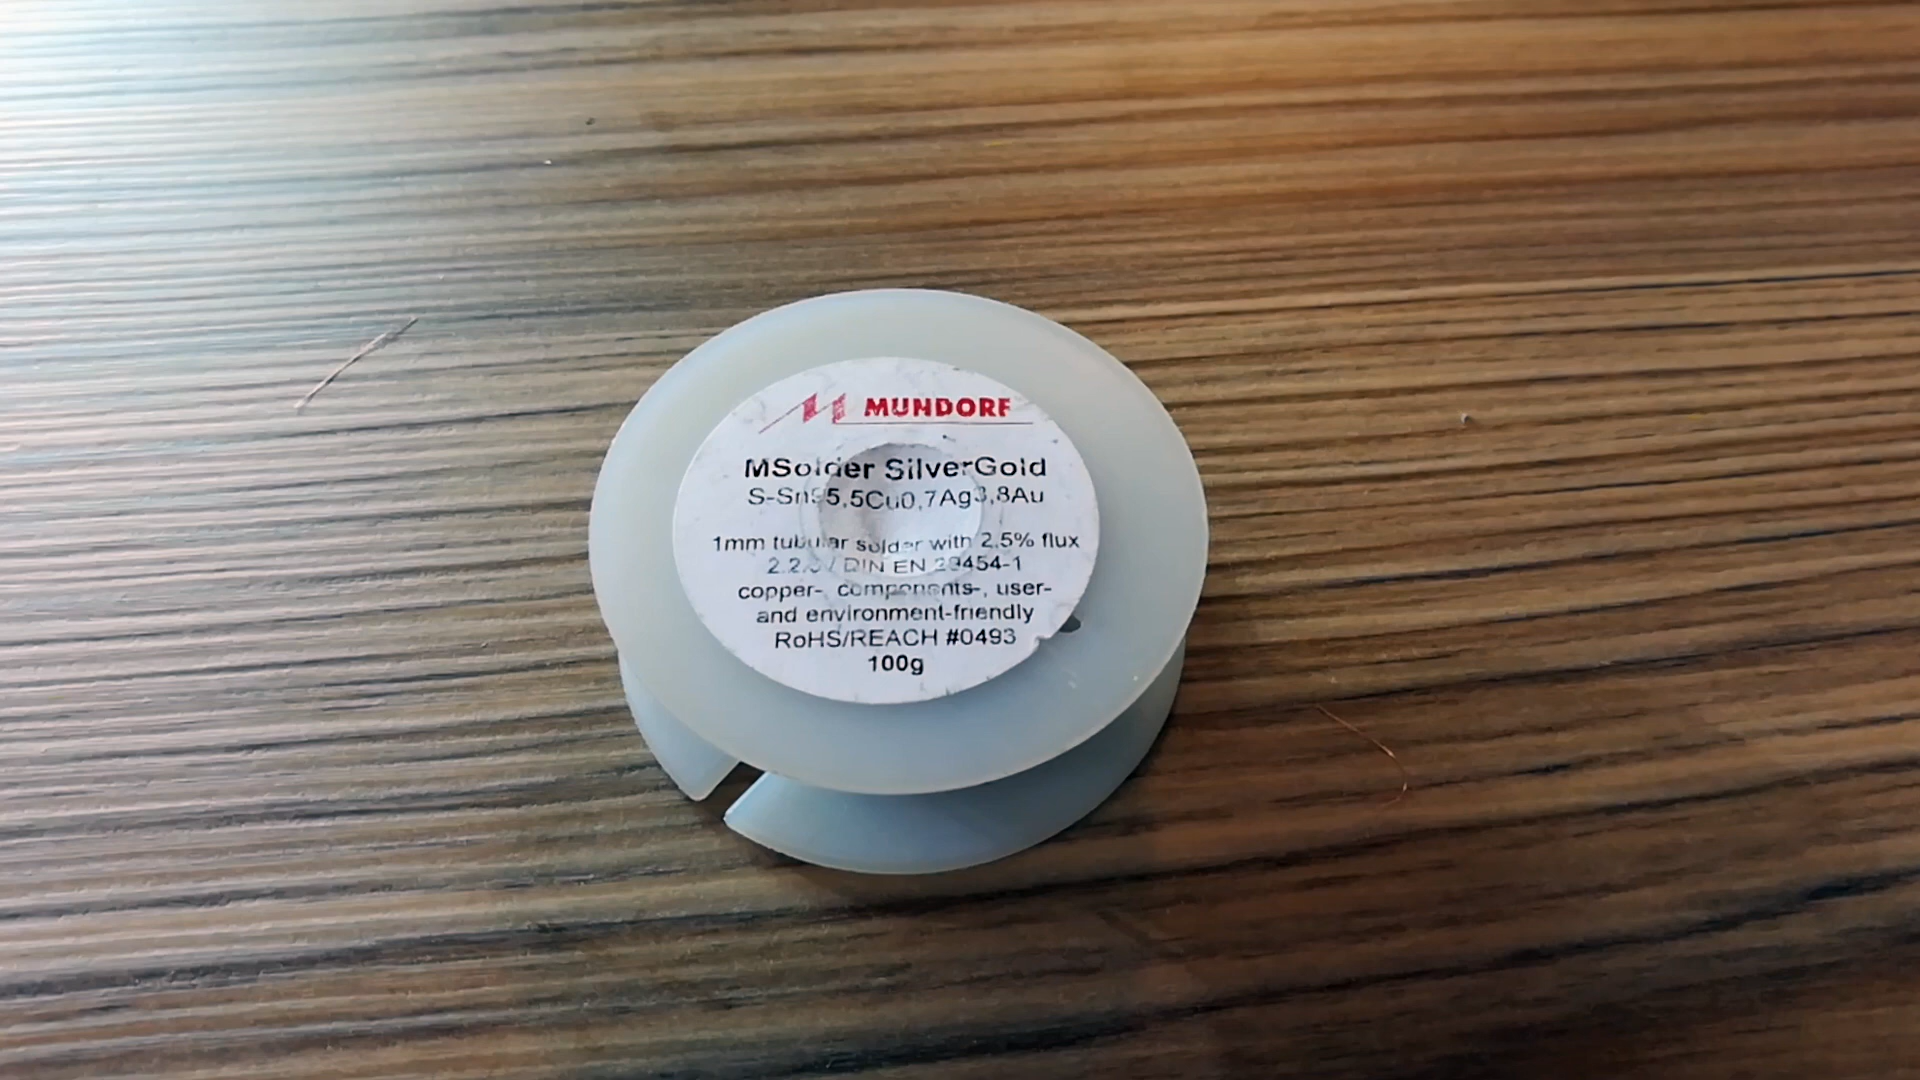 MUNDORF
MSolder SilverGold
S-Sn95,5Cu0,7Ag3,8Au
1mm tubular solder with 2,5% flux
DIN EN 29454-1
copper-, components-, user-
and environment-friendly
RoHS/REACH #0493
100g